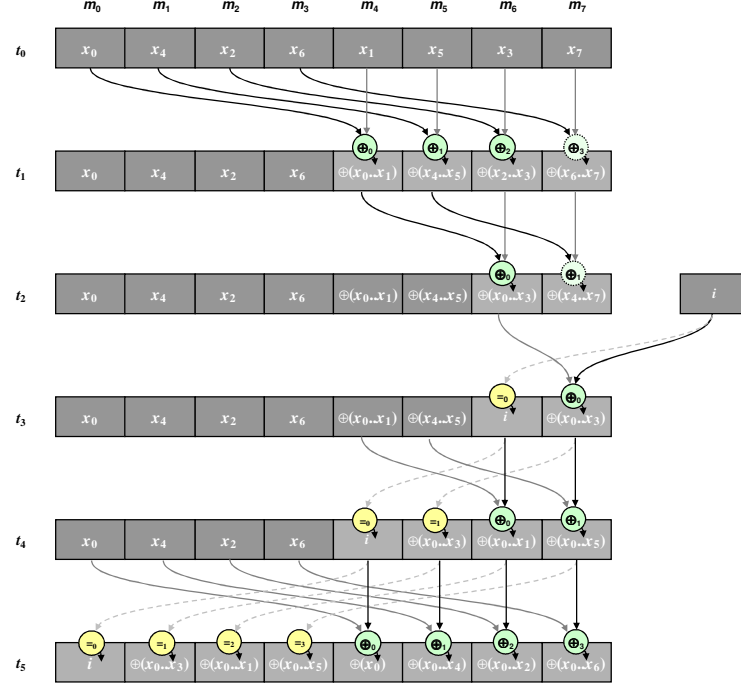 m₀ m₁ m₂ m₃ m₄ m₅ m₆ m₇
t₀ x₀ x₄ x₂ x₆ x₁ x₅ x₃ x₇
⊕₀ ⊕₁ ⊕₂ ⊕₃
t₁ x₀ x₄ x₂ x₆ ⊕(x₀..x₁) ⊕(x₄..x₅) ⊕(x₂..x₃) ⊕(x₆..x₇)
⊕₀ ⊕₁
t₂ x₀ x₄ x₂ x₆ ⊕(x₀..x₁) ⊕(x₄..x₅) ⊕(x₀..x₃) ⊕(x₄..x₇) i
=₀ ⊕₀
t₃ x₀ x₄ x₂ x₆ ⊕(x₀..x₁) ⊕(x₄..x₅) i ⊕(x₀..x₃)
=₀ =₁ ⊕₀ ⊕₁
t₄ x₀ x₄ x₂ x₆ i ⊕(x₀..x₃) ⊕(x₀..x₁) ⊕(x₀..x₅)
=₀ =₁ =₂ =₃ ⊕₀ ⊕₁ ⊕₂ ⊕₃
t₅ i ⊕(x₀..x₃) ⊕(x₀..x₁) ⊕(x₀..x₅) ⊕(x₀) ⊕(x₀..x₄) ⊕(x₀..x₂) ⊕(x₀..x₆)